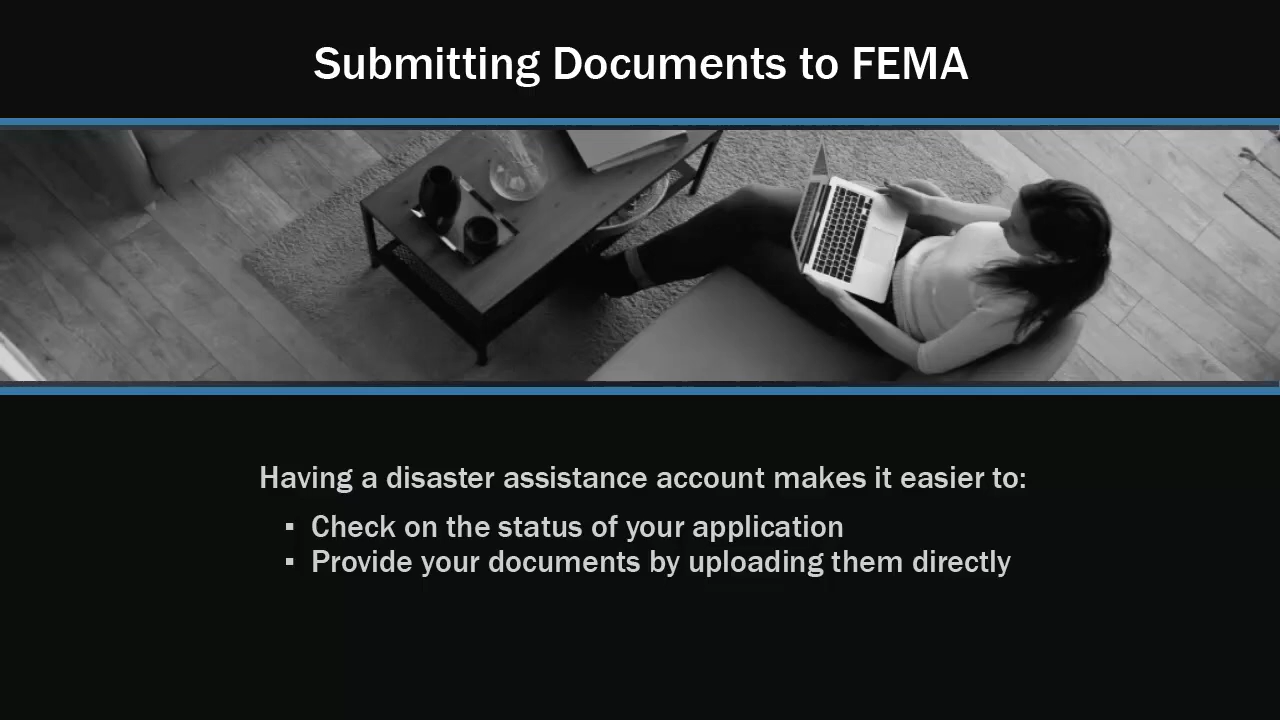 Submitting Documents to FEMA
Having a disaster assistance account makes it easier to:
▪ Check on the status of your application
▪ Provide your documents by uploading them directly